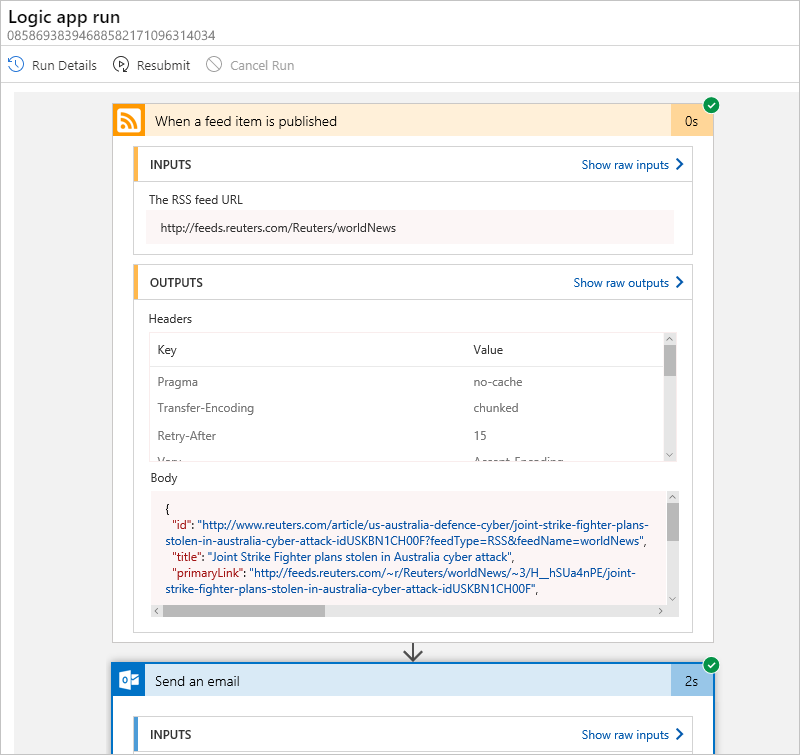 Logic app run
08586938394688582171096314034
Run Details
Resubmit
Cancel Run
When a feed item is published
0s
INPUTS
Show raw inputs
The RSS feed URL
http://feeds.reuters.com/Reuters/worldNews
OUTPUTS
Show raw outputs
Headers
Key Value
Pragma no-cache
Transfer-Encoding chunked
Retry-After 15
Vary Accept-Encoding
Body
{
"id": "http://www.reuters.com/article/us-australia-defence-cyber/joint-strike-fighter-plans-
stolen-in-australia-cyber-attack-idUSKBN1CH00F?feedType=RSS&feedName=worldNews",
"title": "Joint Strike Fighter plans stolen in Australia cyber attack",
"primaryLink": "http://feeds.reuters.com/~r/Reuters/worldNews/~3/H__hSUa4nPE/joint-
strike-fighter-plans-stolen-in-australia-cyber-attack-idUSKBN1CH00F",
Send an email
2s
INPUTS
Show raw inputs